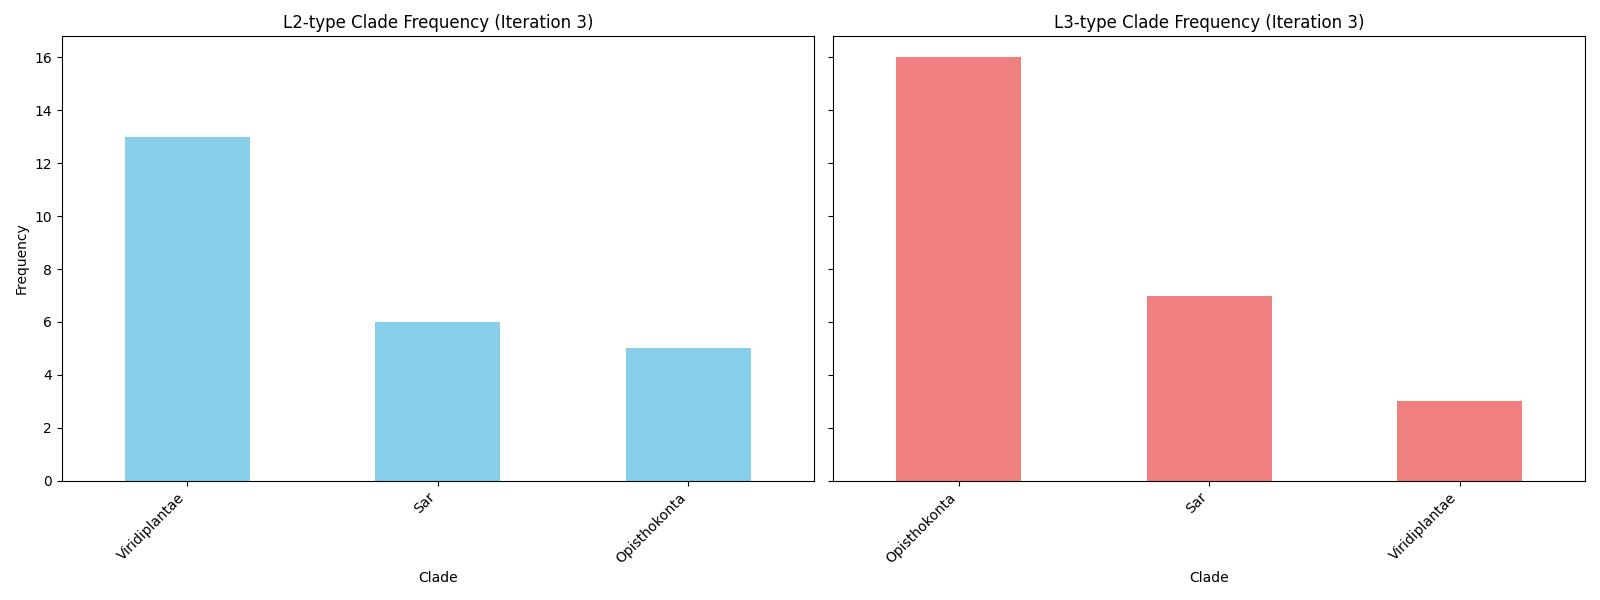 L2-type Clade Frequency (Iteration 3)
L3-type Clade Frequency (Iteration 3)
Frequency
16
14
12
10
8
6
4
2
0
Viridiplantae
Sar
Opisthokonta
Clade
Opisthokonta
Sar
Viridiplantae
Clade